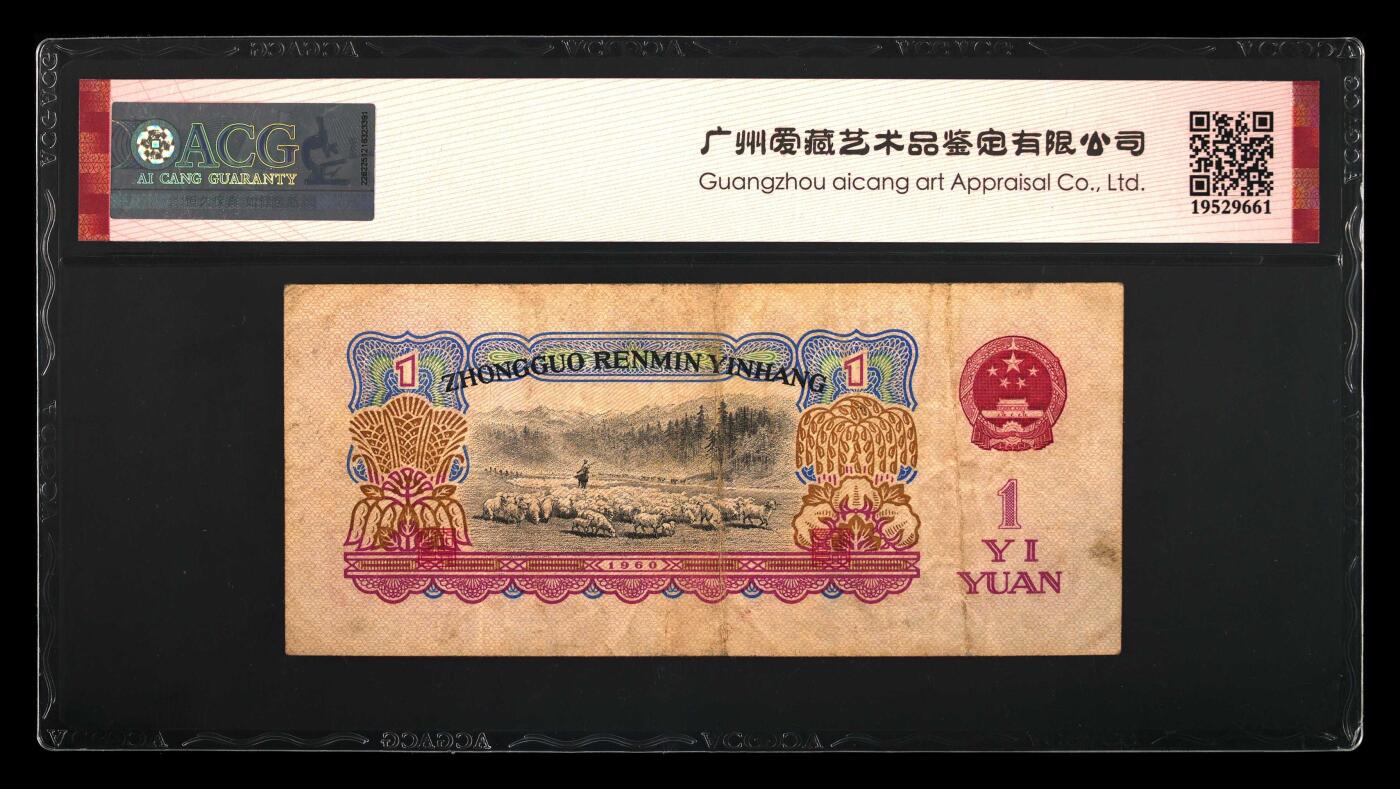 ACG
AI CANG GUARANTY
广州爱藏艺术品鉴定有限公司
Guangzhou aicang art Appraisal Co., Ltd.
19529661
ZHONGGUO RENMIN YINHANG
1
1
1960
1
YI
YUAN